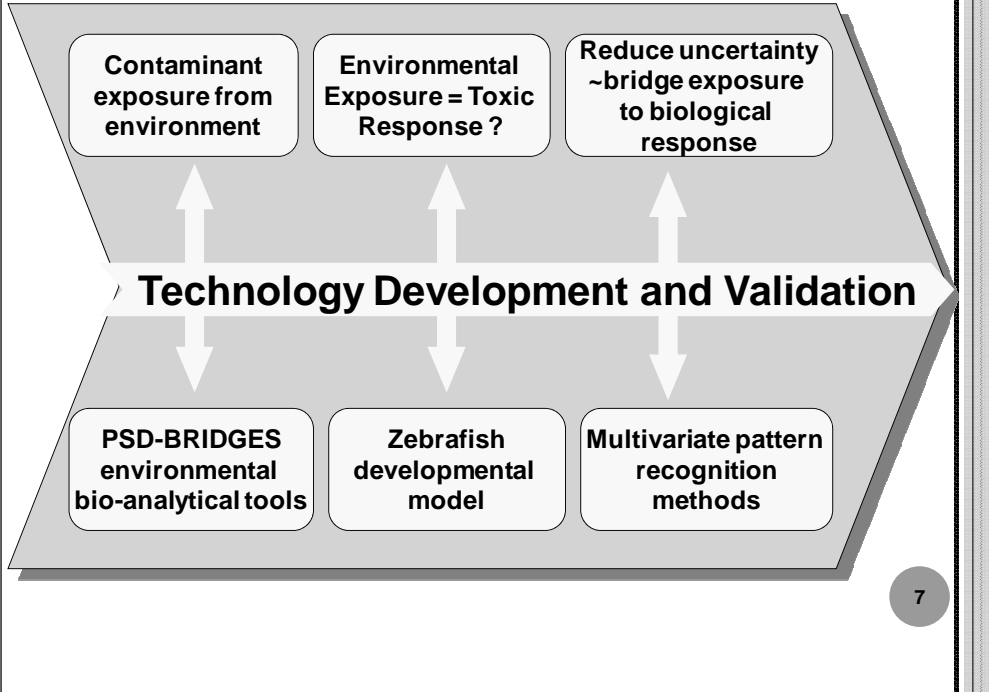 Contaminant
exposure from
environment
Environmental
Exposure = Toxic
Response ?
Reduce uncertainty
~bridge exposure
to biological
response
Technology Development and Validation
PSD-BRIDGES
environmental
bio-analytical tools
Zebrafish
developmental
model
Multivariate pattern
recognition
methods
7